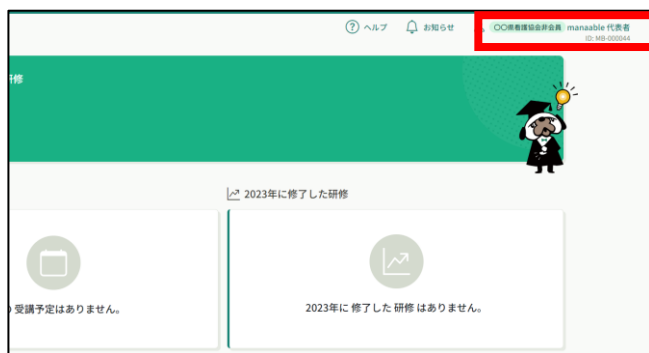 ヘルプ お知らせ 〇〇県看護協会非会員 manaable 代表者
ID: MB-000044
研修
2023年に修了した研修
受講予定はありません。
2023年に 修了した 研修 はありません。